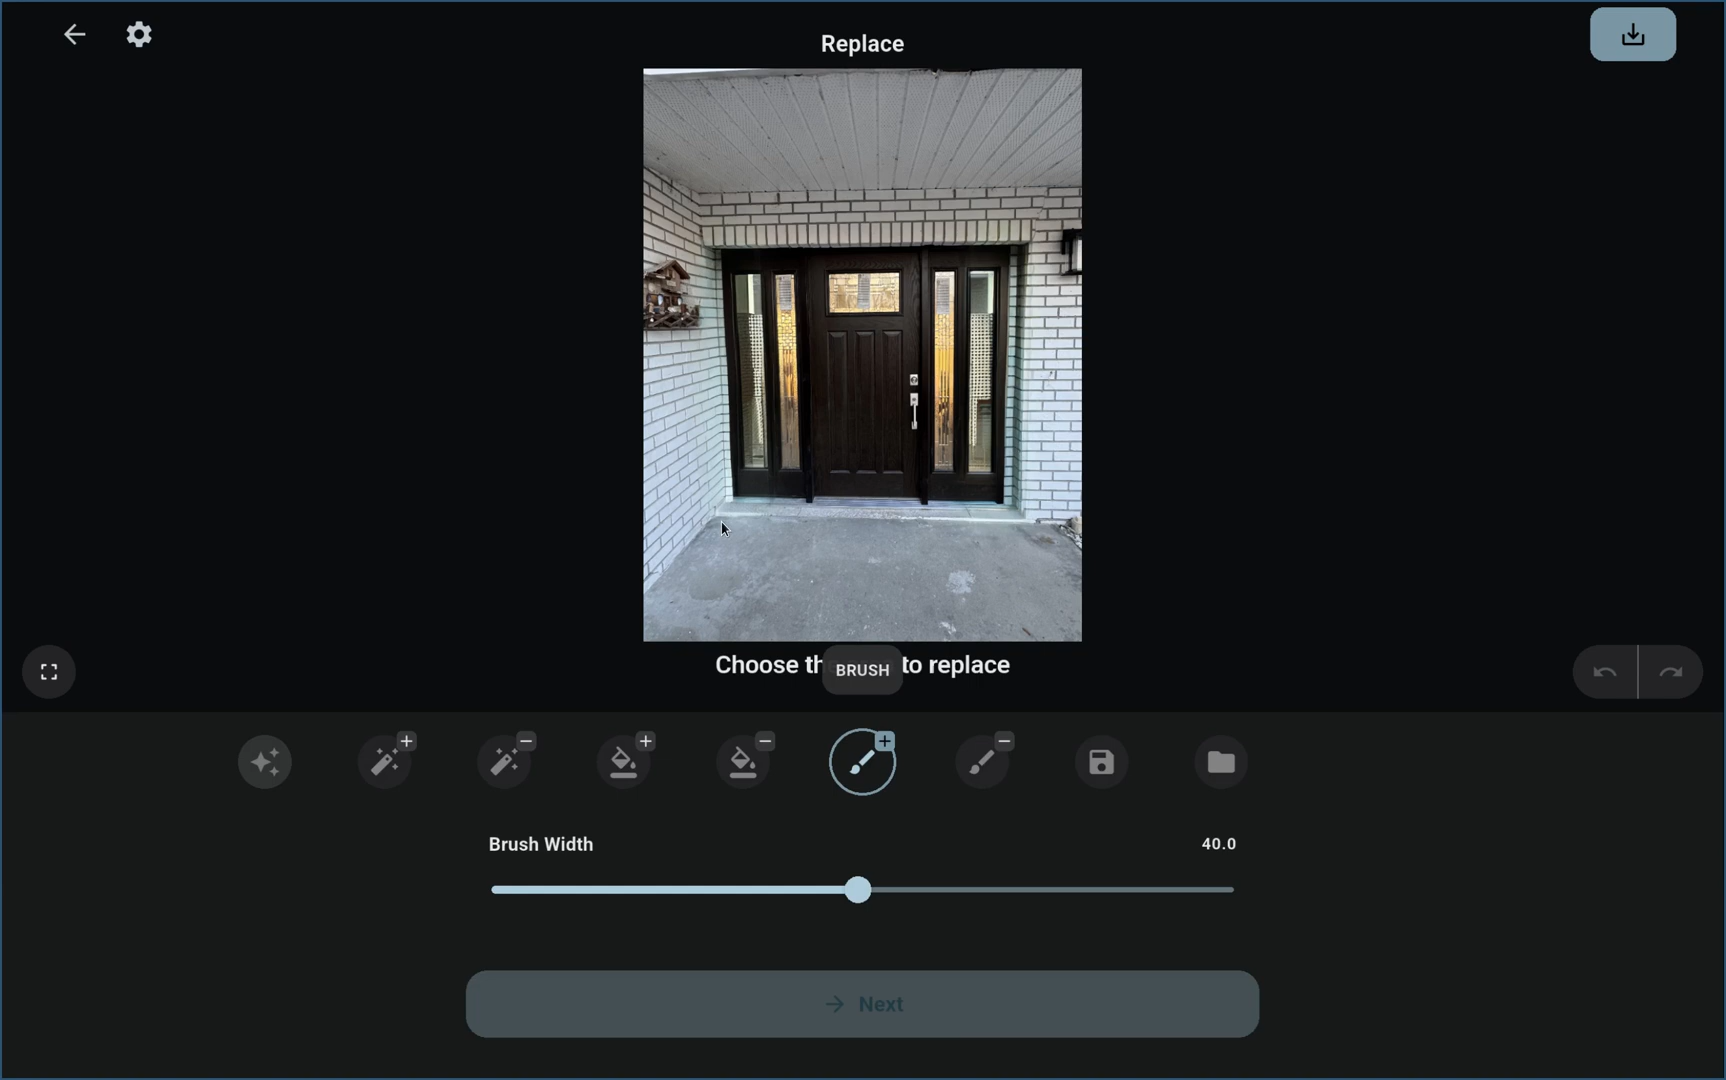 Replace
Choose th to replace
BRUSH
Brush Width
40.0
Next